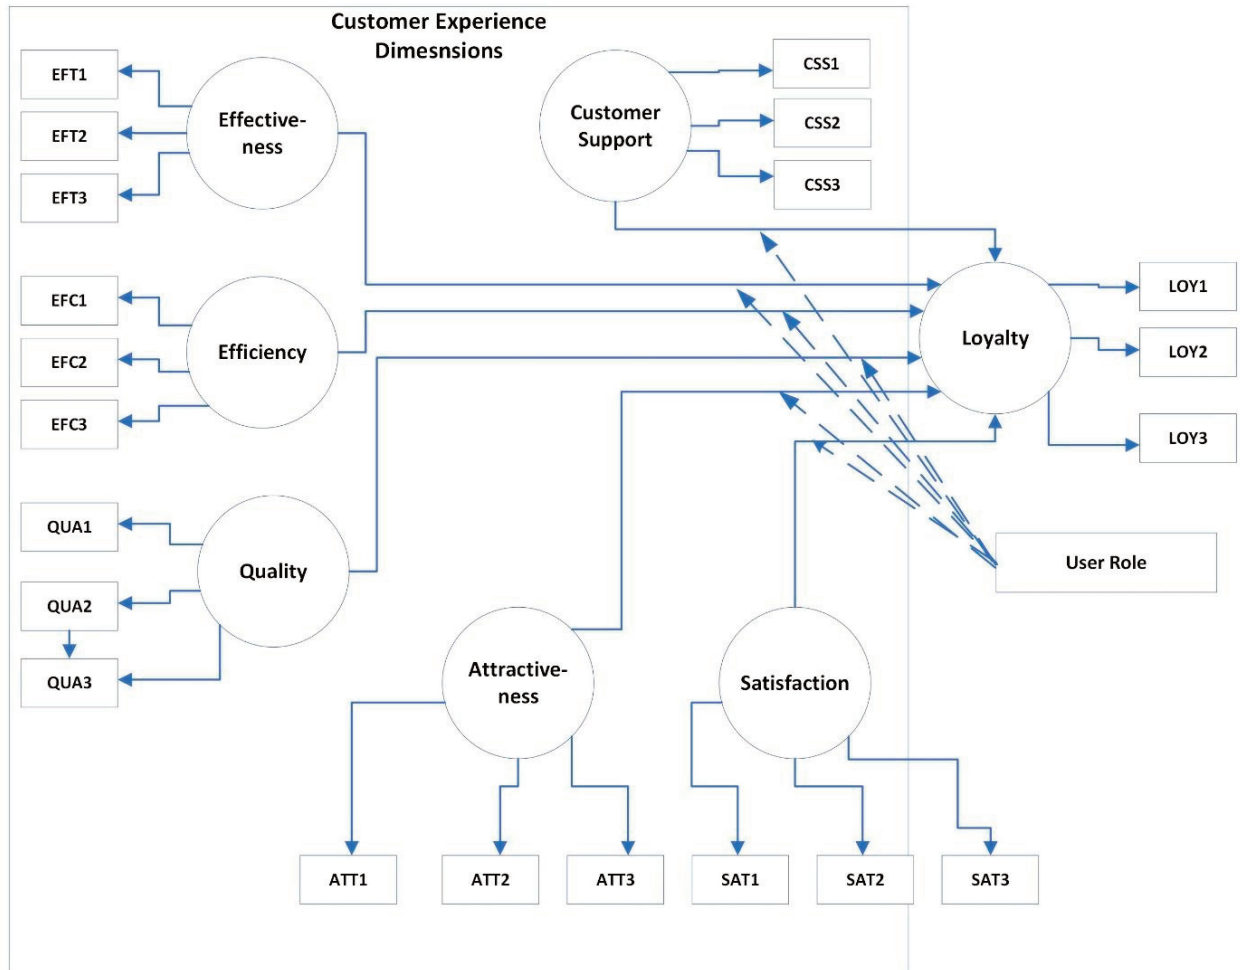 Customer Experience
Dimesnsions
EFT1
EFT2
EFT3
Effective-
ness
Customer
Support
CSS1
CSS2
CSS3
EFC1
EFC2
EFC3
Efficiency
Loyalty
LOY1
LOY2
LOY3
QUA1
QUA2
QUA3
Quality
User Role
Attractive-
ness
Satisfaction
ATT1
ATT2
ATT3
SAT1
SAT2
SAT3